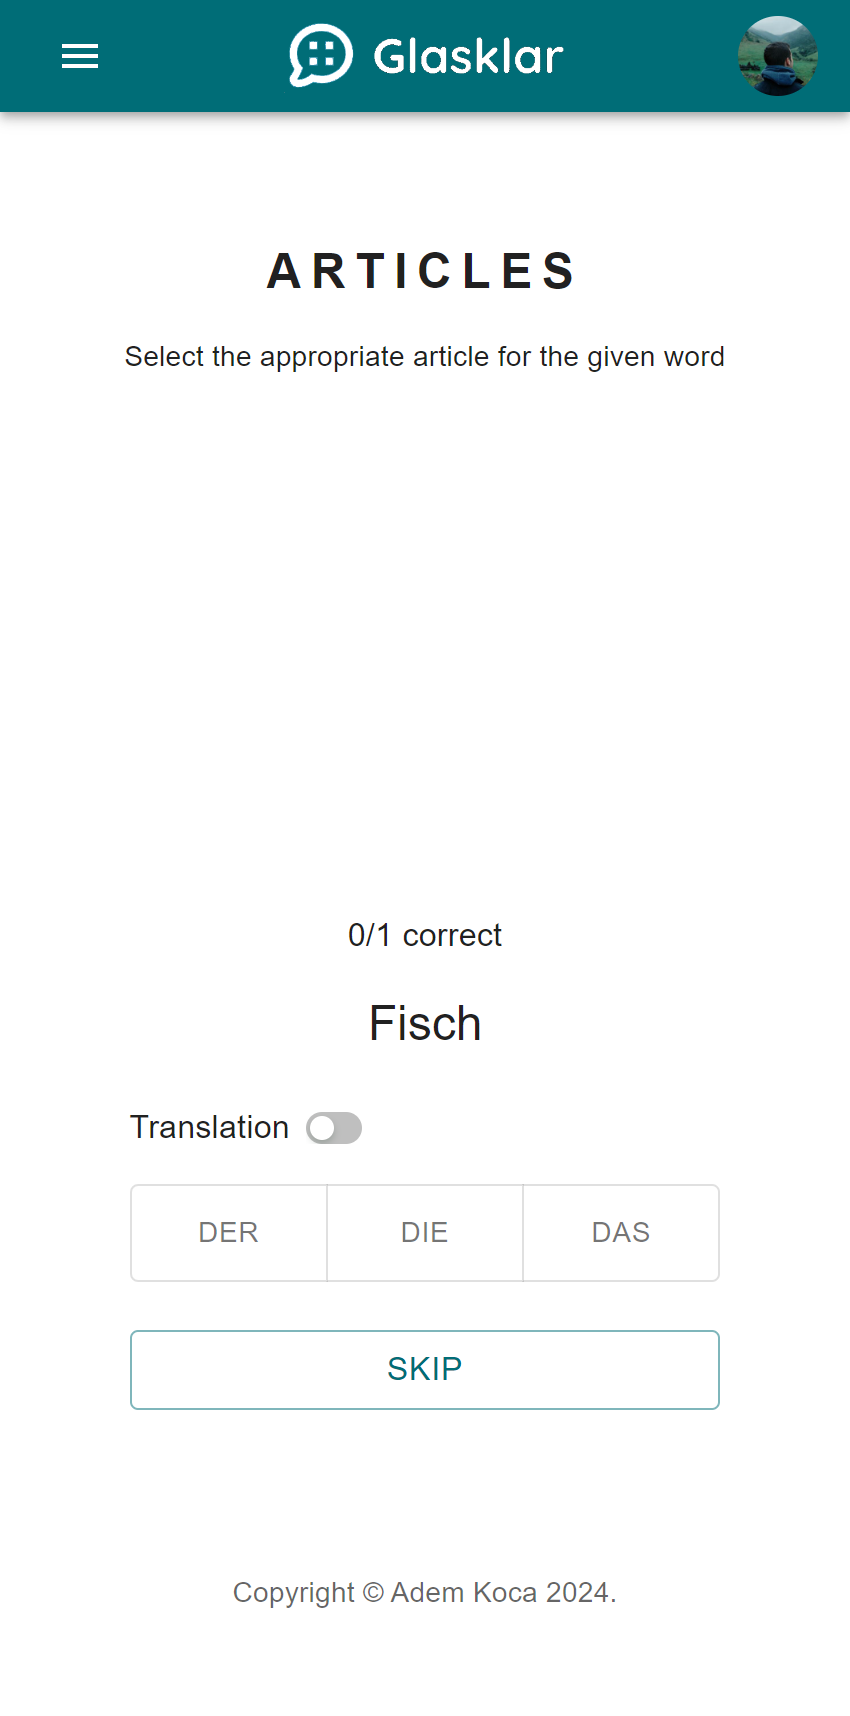 Glasklar
ARTICLES
Select the appropriate article for the given word
0/1 correct
Fisch
Translation
DER DIE DAS
SKIP
Copyright © Adem Koca 2024.